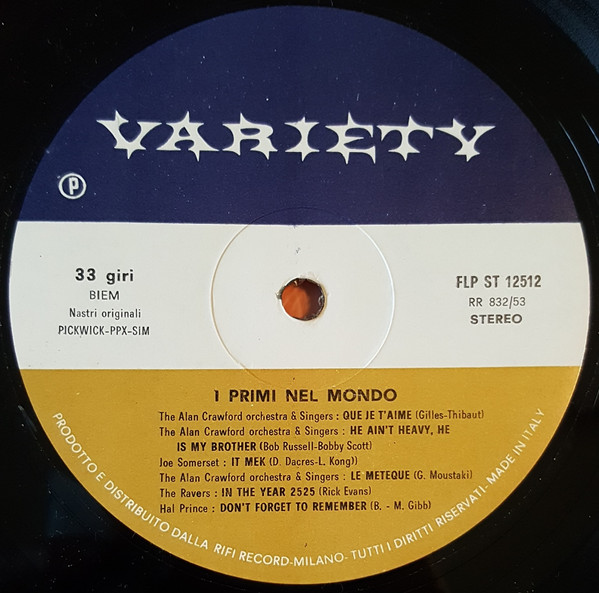 VARIETY
P
33 giri
BIEM
Nastri originali
PICKWICK-PPX-SIM
FLP ST 12512
RR 832/53
STEREO
I PRIMI NEL MONDO
The Alan Crawford orchestra & Singers : QUE JE T'AIME (Gilles-Thibaut)
The Alan Crawford orchestra & Singers : HE AIN'T HEAVY, HE
IS MY BROTHER (Bob Russell-Bobby Scott)
Joe Somerset : IT MEK (D. Dacres-L. Kong))
The Alan Crawford orchestra & Singers : LE METEQUE (G. Moustaki)
The Ravers : IN THE YEAR 2525 (Rick Evans)
Hal Prince : DON'T FORGET TO REMEMBER (B. - M. Gibb)
PRODOTTO E DISTRIBUITO DALLA RIFI RECORD-MILANO-TUTTI I DIRITTI RISERVATI-MADE IN ITALY